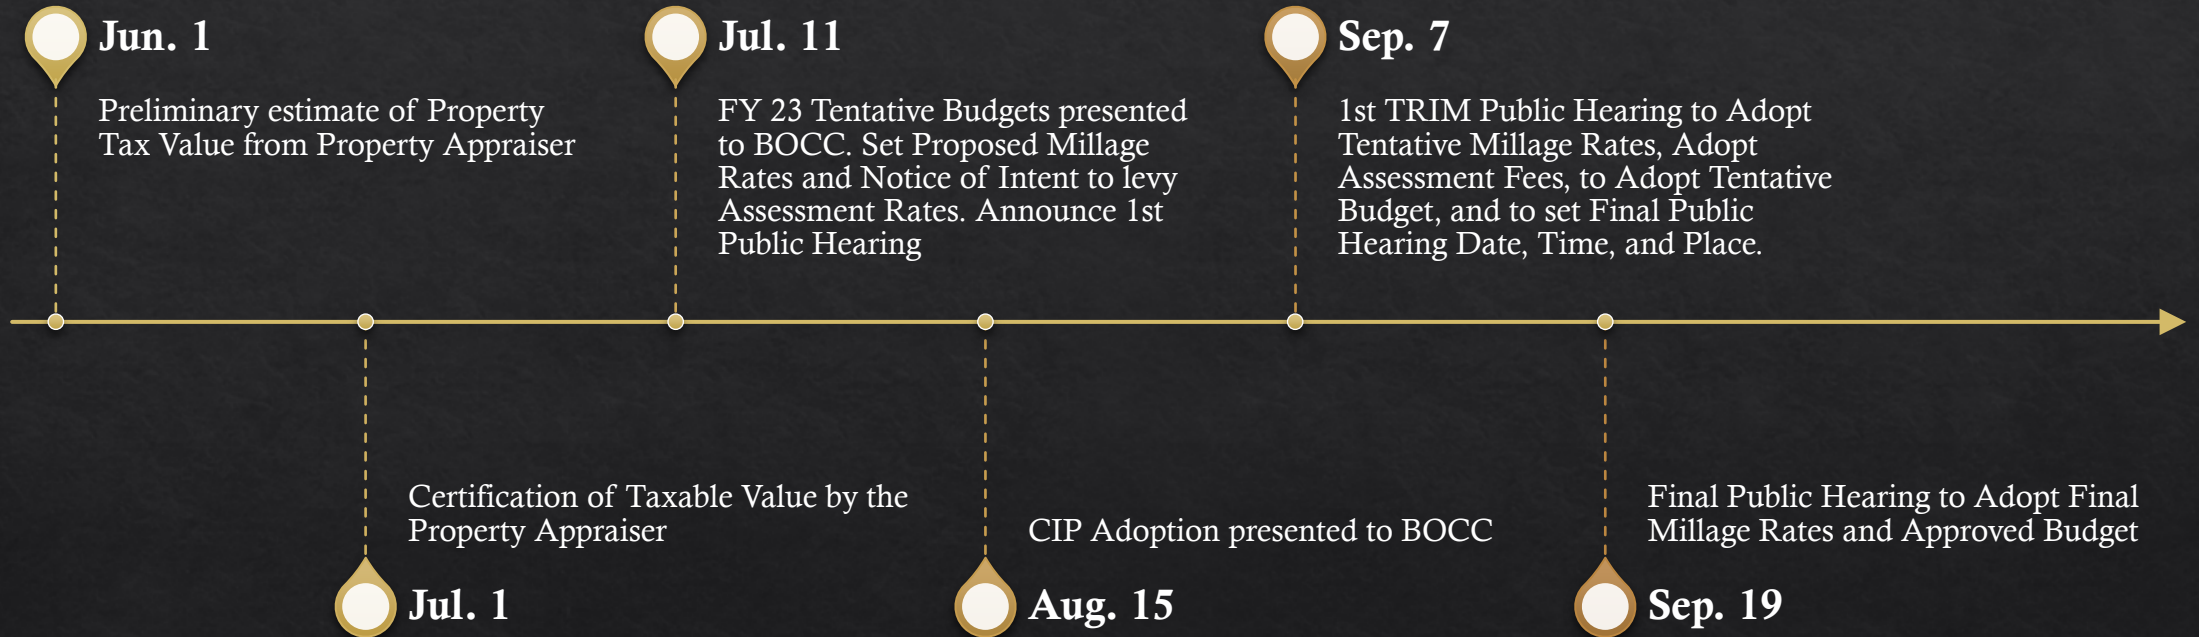 Jun. 1
Preliminary estimate of Property
Tax Value from Property Appraiser
Jul. 11
FY 23 Tentative Budgets presented
to BOCC. Set Proposed Millage
Rates and Notice of Intent to levy
Assessment Rates. Announce 1st
Public Hearing
Sep. 7
1st TRIM Public Hearing to Adopt
Tentative Millage Rates, Adopt
Assessment Fees, to Adopt Tentative
Budget, and to set Final Public
Hearing Date, Time, and Place.
Certification of Taxable Value by the
Property Appraiser
Jul. 1
CIP Adoption presented to BOCC
Aug. 15
Final Public Hearing to Adopt Final
Millage Rates and Approved Budget
Sep. 19